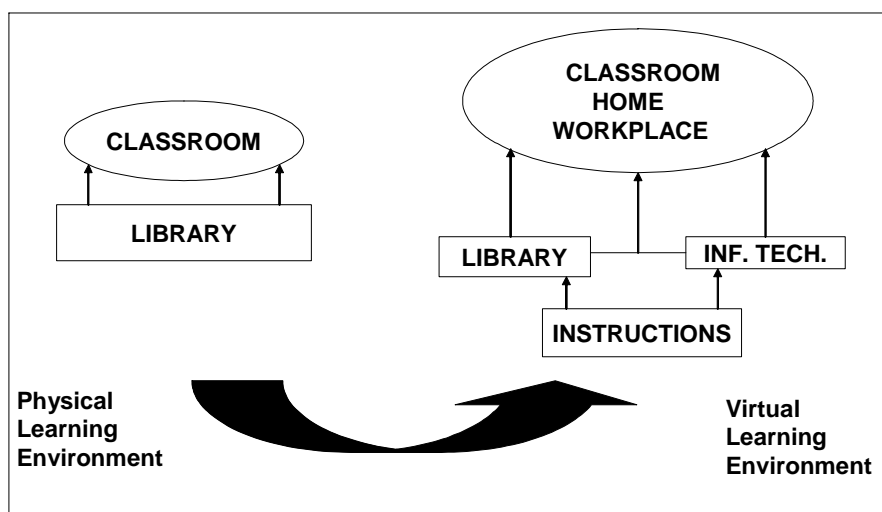 CLASSROOM
LIBRARY
CLASSROOM
HOME
WORKPLACE
LIBRARY
INF. TECH.
INSTRUCTIONS
Physical
Learning
Environment
Virtual
Learning
Environment